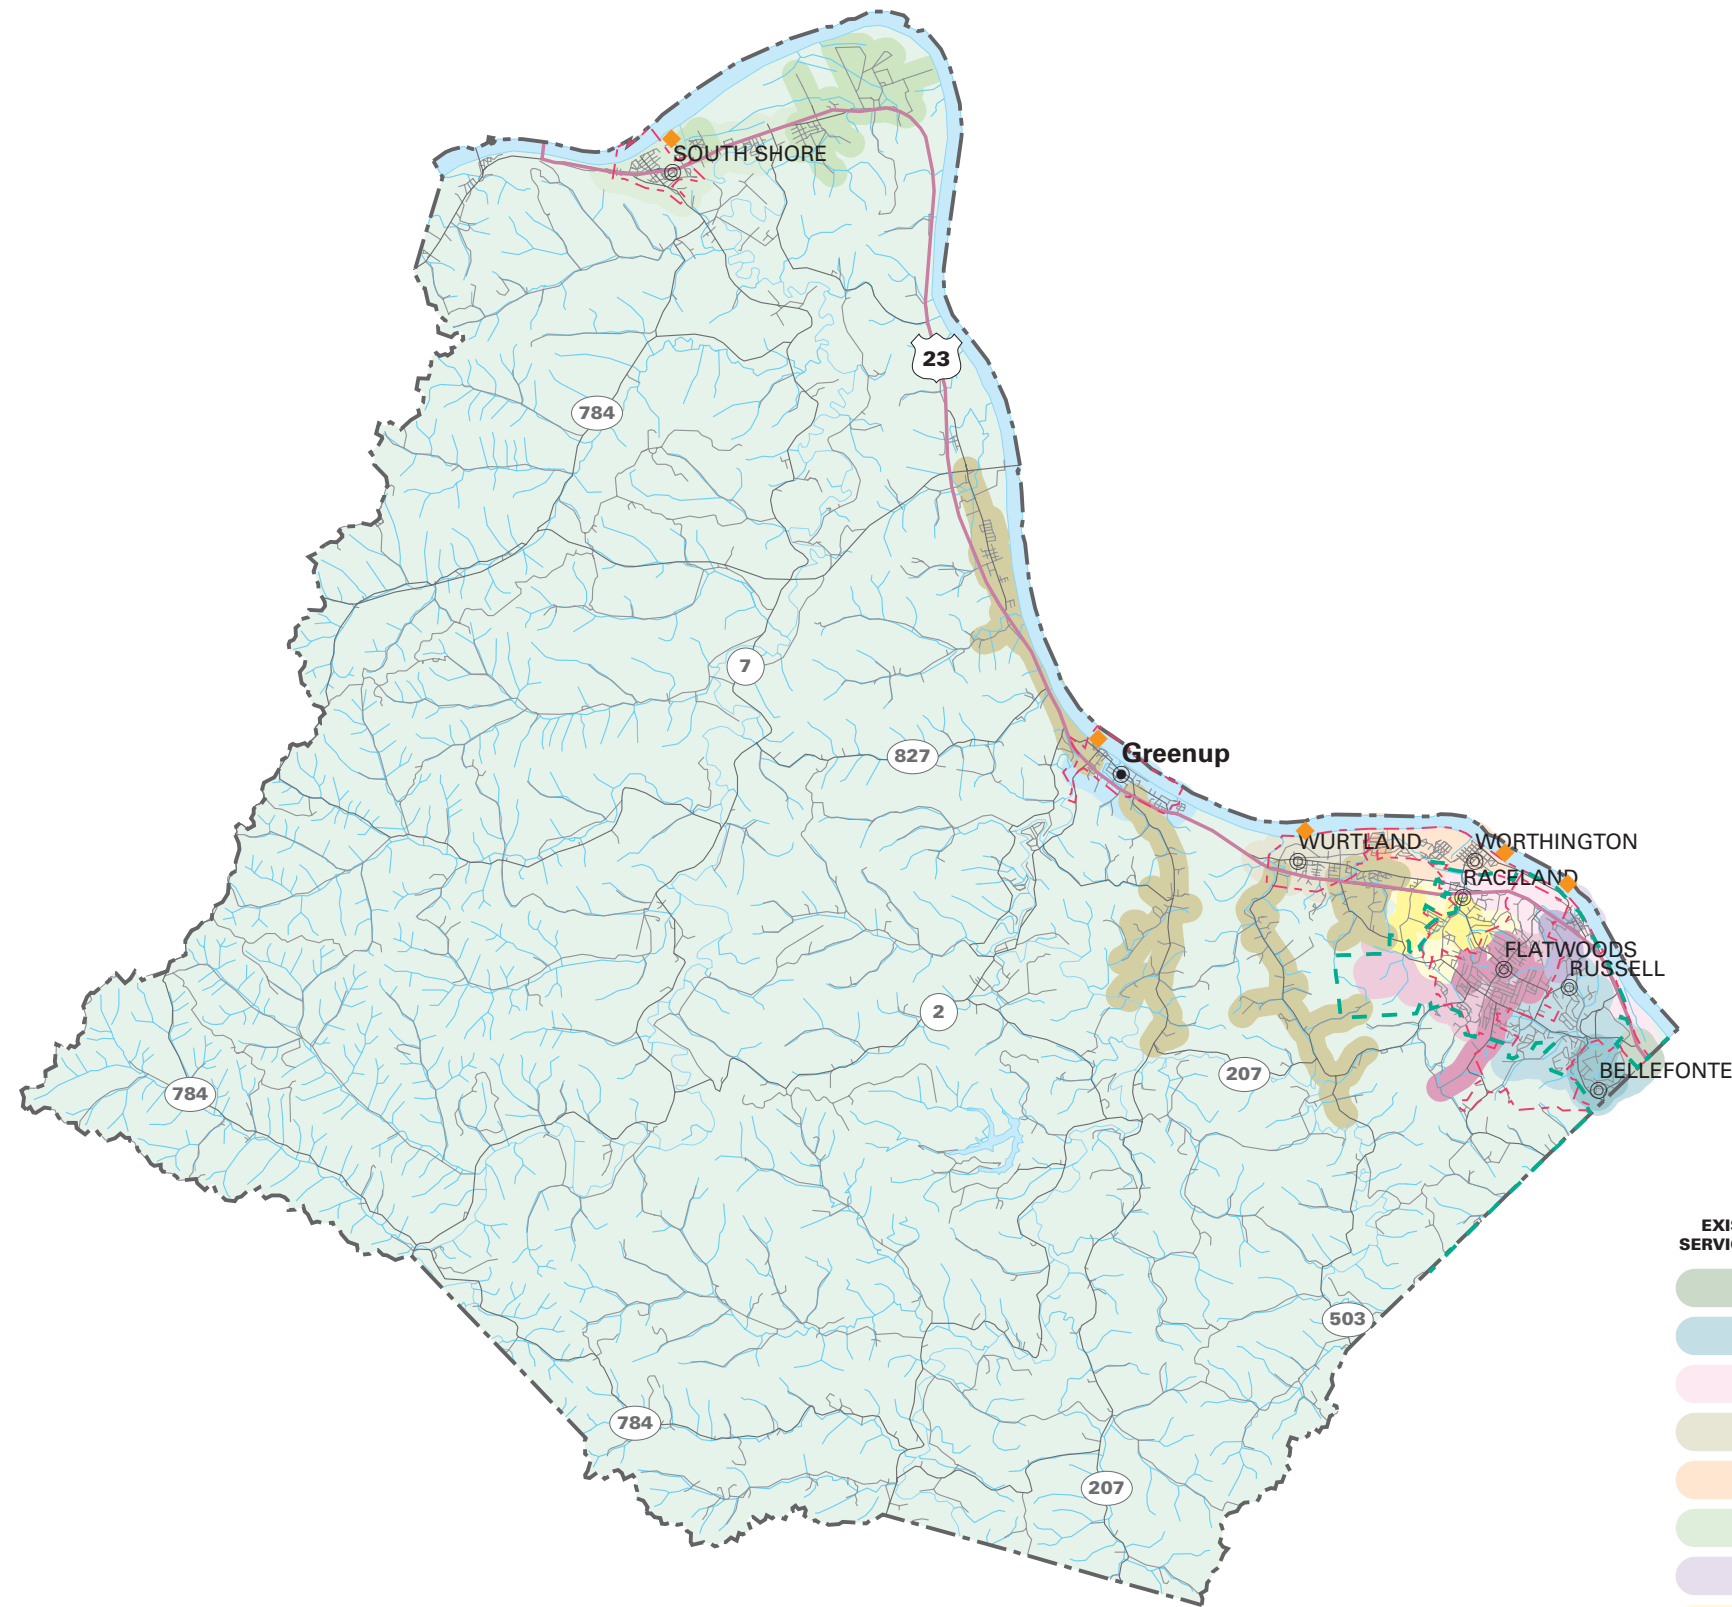 SOUTH SHORE
23
784
7
Greenup
827
WURTLAND
WORTHINGTON
RACELAND
FLATWOODS
RUSSELL
2
207
BELLEFONTE
784
503
784
207